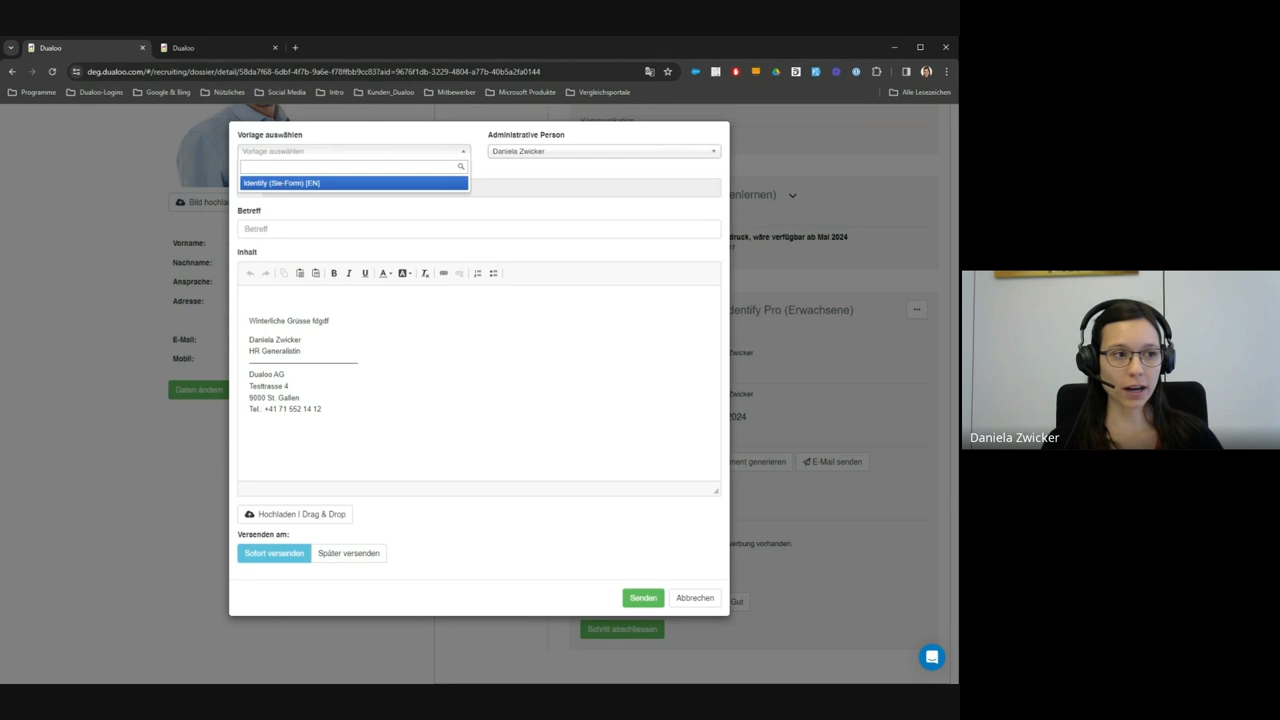 Dualoo
Dualoo
deg.dualoo.com/#/recruiting/dossier/detail/58da7f68-6dbf-4f7b-9a6e-f78ffbb9cc83?aid=9676f1db-3229-4804-a77b-40b5a2fa0144
Programme
Dualoo-Logins
Google & Bing
Nützliches
Social Media
Intro
Kunden_Dualoo
Mitbewerber
Microsoft Produkte
Vergleichsportale
Alle Lesezeichen
Kommunikation
Bild hochla
Vorname:
Nachname:
Ansprache:
Adresse:
E-Mail:
Mobil:
Daten ändern
Vorlage auswählen
Vorlage auswählen
Identify (Sie-Form) [EN]
Administrative Person
Daniela Zwicker
Betreff
Betreff
Inhalt
Winterliche Grüsse fdgdf
Daniela Zwicker
HR Generalistin
Dualoo AG
Testtrasse 4
9000 St. Gallen
Tel.: +41 71 552 14 12
Hochladen | Drag & Drop
Versenden am:
Sofort versenden
Später versenden
Senden
Abbrechen
enlernen)
druck, wäre verfügbar ab Mai 2024
dentify Pro (Erwachsene)
Zwicker
Zwicker
2024
ment generieren
E-Mail senden
werbung vorhanden.
Gut
Schritt abschliessen
Daniela Zwicker